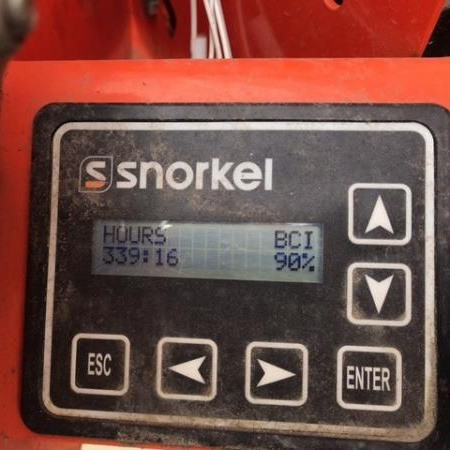 snorkel
HOURS BCI
339:16 90%
ESC ENTER